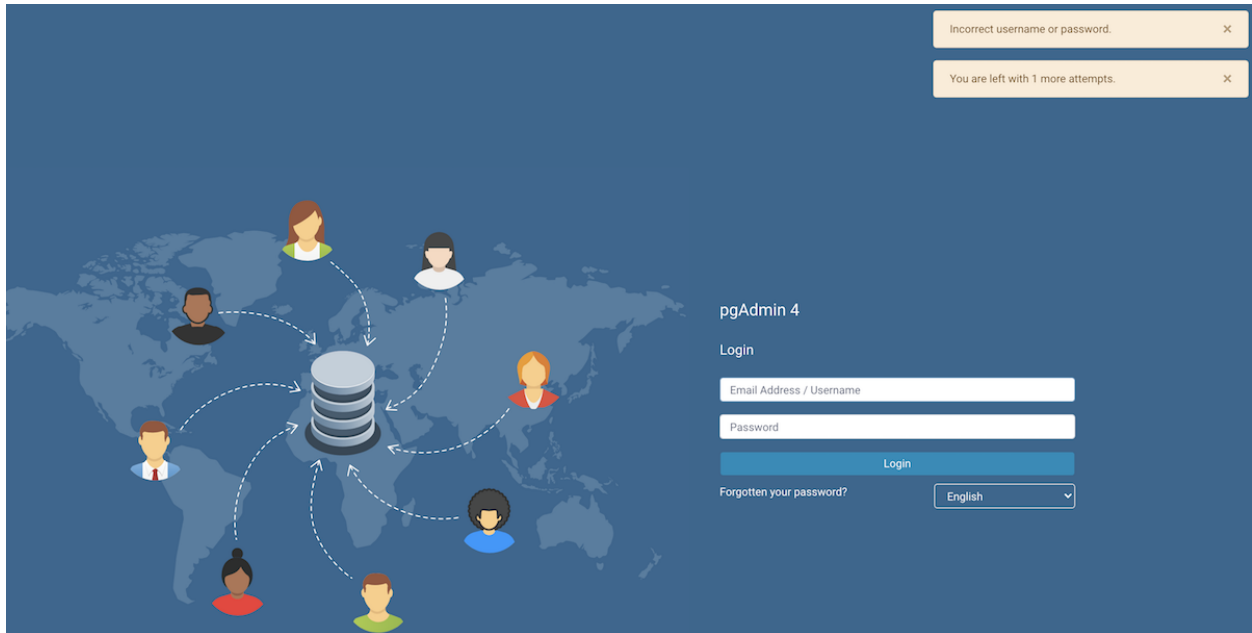 Incorrect username or password.
You are left with 1 more attempts.
pgAdmin 4
Login
Email Address / Username
Password
Login
Forgotten your password?
English